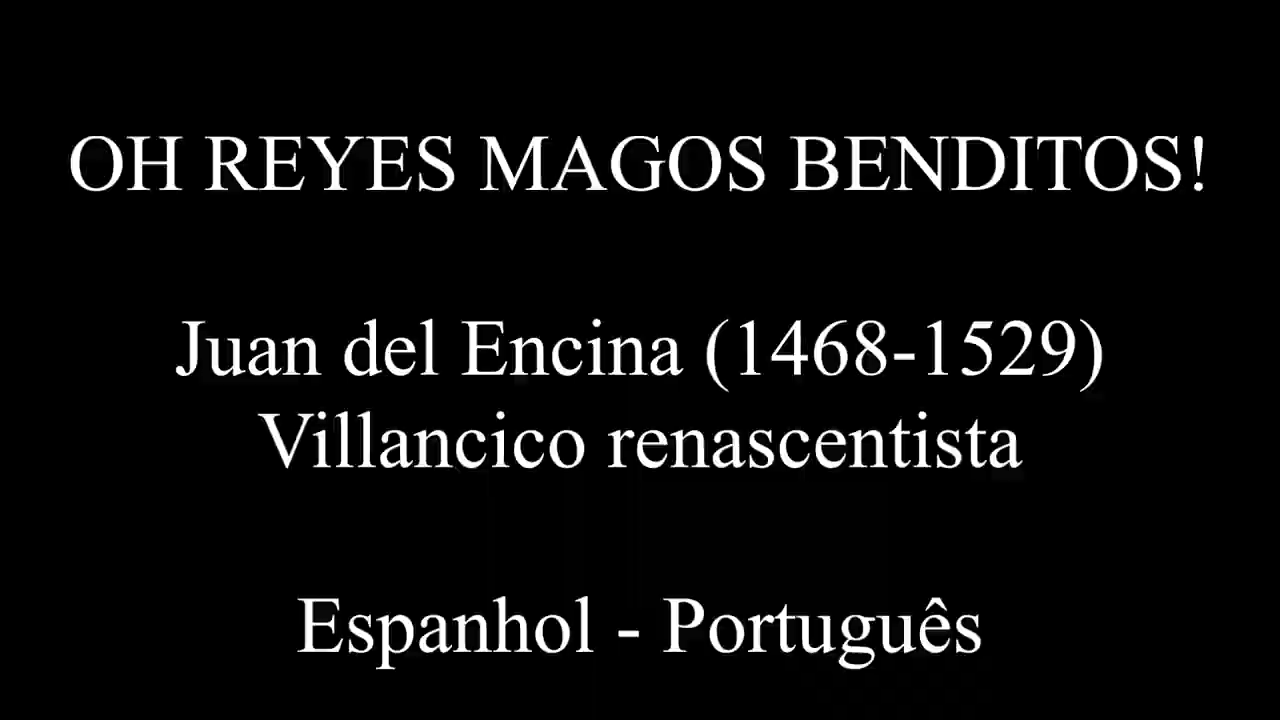 OH REYES MAGOS BENDITOS!
Juan del Encina (1468-1529)
Villancico renascentista
Espanhol - Português